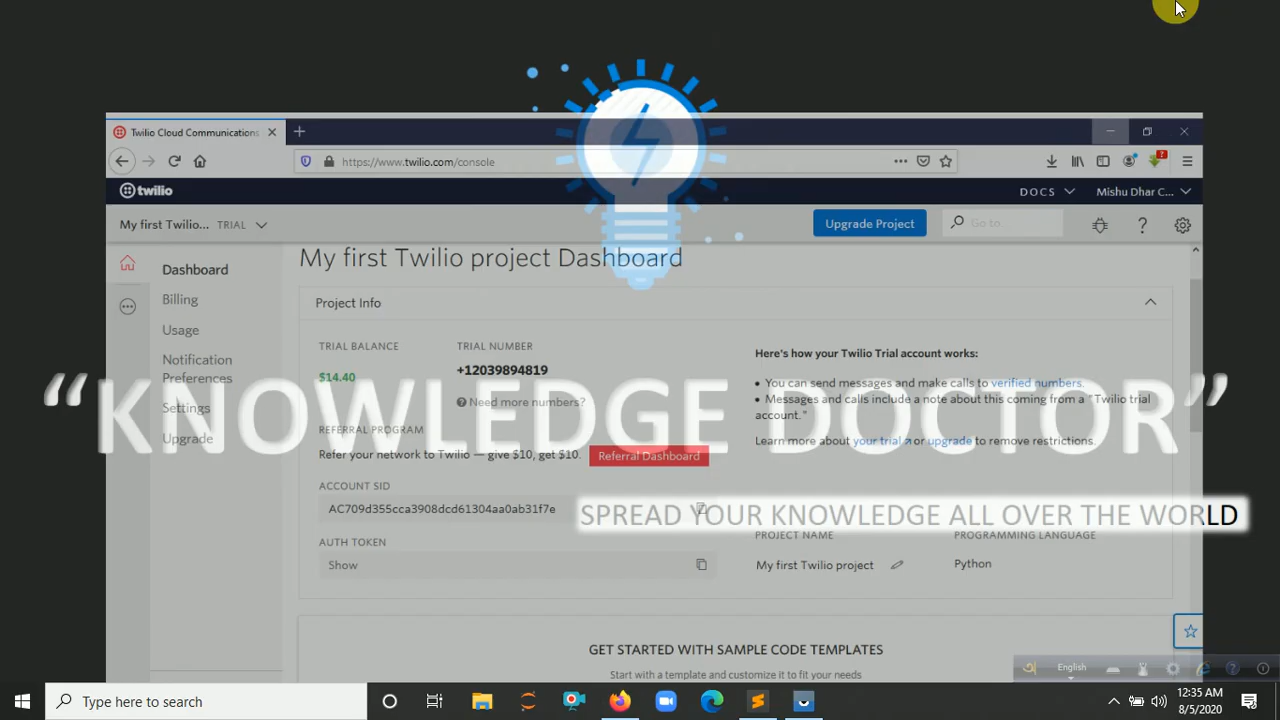 Twilio Cloud Communications
https://www.twilio.com/console
twilio
DOCS
Mishu Dhar C...
My first Twilio... TRIAL
Upgrade Project
Go to..
Dashboard
Billing
Usage
Notification
Preferences
Settings
Upgrade
My first Twilio project Dashboard
Project Info
TRIAL BALANCE
TRIAL NUMBER
$14.40
+12039894819
Need more numbers?
REFERRAL PROGRAM
Refer your network to Twilio — give $10, get $10.
Referral Dashboard
ACCOUNT SID
AC709d355cca3908dcd61304aa0ab31f7e
AUTH TOKEN
Show
Here's how your Twilio Trial account works:
• You can send messages and make calls to verified numbers.
• Messages and calls include a note about this coming from a "Twilio trial
account."
Learn more about your trial or upgrade to remove restrictions.
PROJECT NAME
PROGRAMMING LANGUAGE
My first Twilio project
Python
“KNOWLEDGE DOCTOR”
SPREAD YOUR KNOWLEDGE ALL OVER THE WORLD
GET STARTED WITH SAMPLE CODE TEMPLATES
Start with a template and customize it to fit your needs
English
Type here to search
12:35 AM
8/5/2020